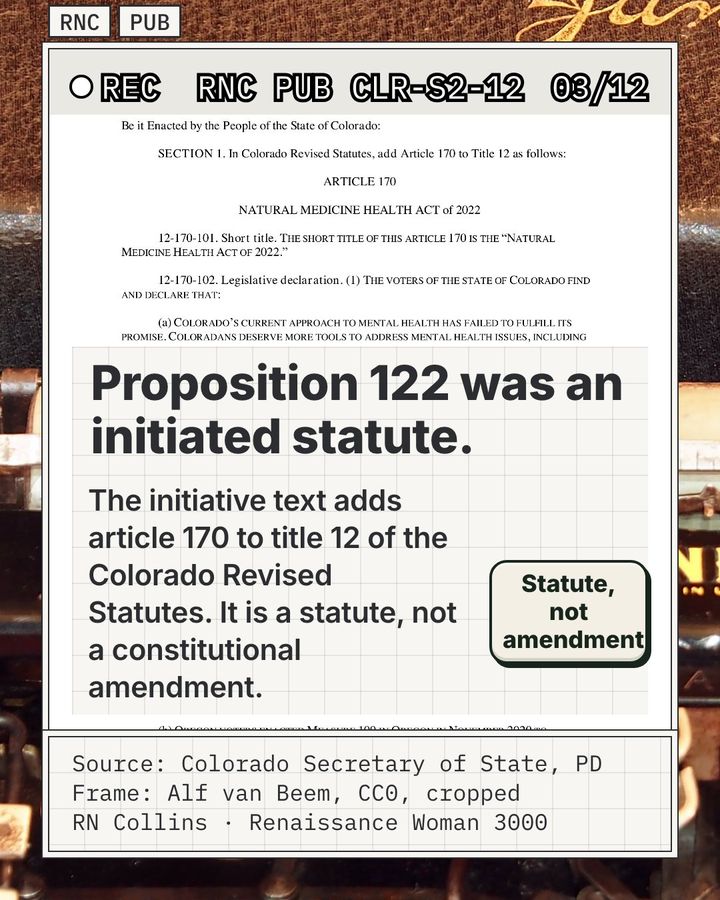 RNC PUB
REC RNC PUB CLR-S2-12 03/12
Be it Enacted by the People of the State of Colorado:
SECTION 1. In Colorado Revised Statutes, add Article 170 to Title 12 as follows:
ARTICLE 170
NATURAL MEDICINE HEALTH ACT of 2022
12-170-101. Short title. THE SHORT TITLE OF THIS ARTICLE 170 IS THE “NATURAL
MEDICINE HEALTH ACT OF 2022.”
12-170-102. Legislative declaration. (1) THE VOTERS OF THE STATE OF COLORADO FIND
AND DECLARE THAT:
(a) COLORADO’S CURRENT APPROACH TO MENTAL HEALTH HAS FAILED TO FULFILL ITS
PROMISE. COLORADANS DESERVE MORE TOOLS TO ADDRESS MENTAL HEALTH ISSUES, INCLUDING
Proposition 122 was an
initiated statute.
The initiative text adds
article 170 to title 12 of the
Colorado Revised
Statutes. It is a statute, not
a constitutional
amendment.
Statute,
not
amendment
Source: Colorado Secretary of State, PD
Frame: Alf van Beem, CC0, cropped
RN Collins · Renaissance Woman 3000